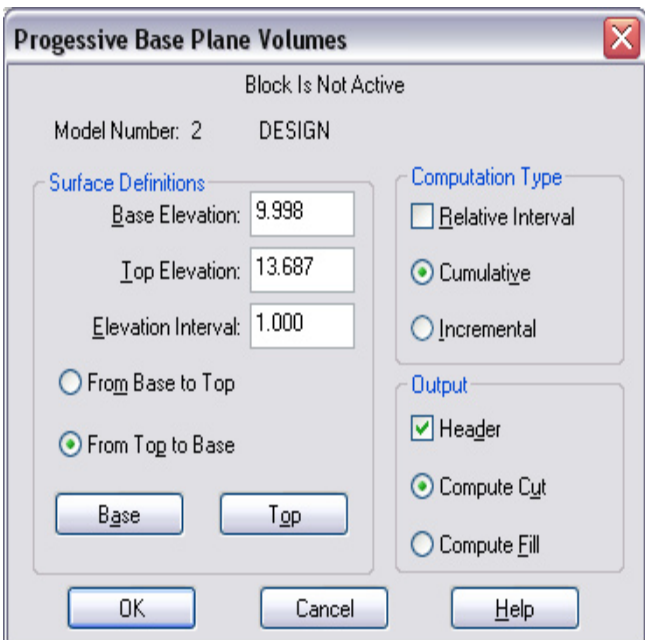 Progessive Base Plane Volumes
Block Is Not Active
Model Number: 2 DESIGN
Surface Definitions
Base Elevation: 9.998
Top Elevation: 13.687
Elevation Interval: 1.000
From Base to Top
From Top to Base
Base Top
Computation Type
Relative Interval
Cumulative
Incremental
Output
Header
Compute Cut
Compute Fill
OK Cancel Help